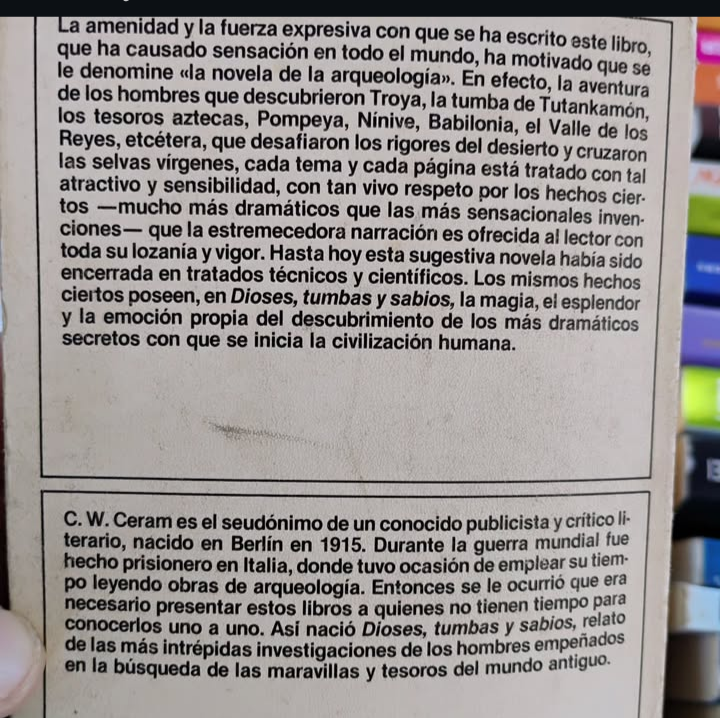 La amenidad y la fuerza expresiva con que se ha escrito este libro,
que ha causado sensación en todo el mundo, ha motivado que se
le denomine «la novela de la arqueología». En efecto, la aventura
de los hombres que descubrieron Troya, la tumba de Tutankamón,
los tesoros aztecas, Pompeya, Nínive, Babilonia, el Valle de los
Reyes, etcétera, que desafiaron los rigores del desierto y cruzaron
las selvas vírgenes, cada tema y cada página está tratado con tal
atractivo y sensibilidad, con tan vivo respeto por los hechos cier-
tos —mucho más dramáticos que las más sensacionales inven-
ciones— que la estremecedora narración es ofrecida al lector con
toda su lozanía y vigor. Hasta hoy esta sugestiva novela había sido
encerrada en tratados técnicos y científicos. Los mismos hechos
ciertos poseen, en Dioses, tumbas y sabios, la magia, el esplendor
y la emoción propia del descubrimiento de los más dramáticos
secretos con que se inicia la civilización humana.
C. W. Ceram es el seudónimo de un conocido publicista y crítico li-
terario, nacido en Berlín en 1915. Durante la guerra mundial fue
hecho prisionero en Italia, donde tuvo ocasión de emplear su tiem-
po leyendo obras de arqueología. Entonces se le ocurrió que era
necesario presentar estos libros a quienes no tienen tiempo para
conocerlos uno a uno. Así nació Dioses, tumbas y sabios, relato
de las más intrépidas investigaciones de los hombres empeñados
en la búsqueda de las maravillas y tesoros del mundo antiguo.